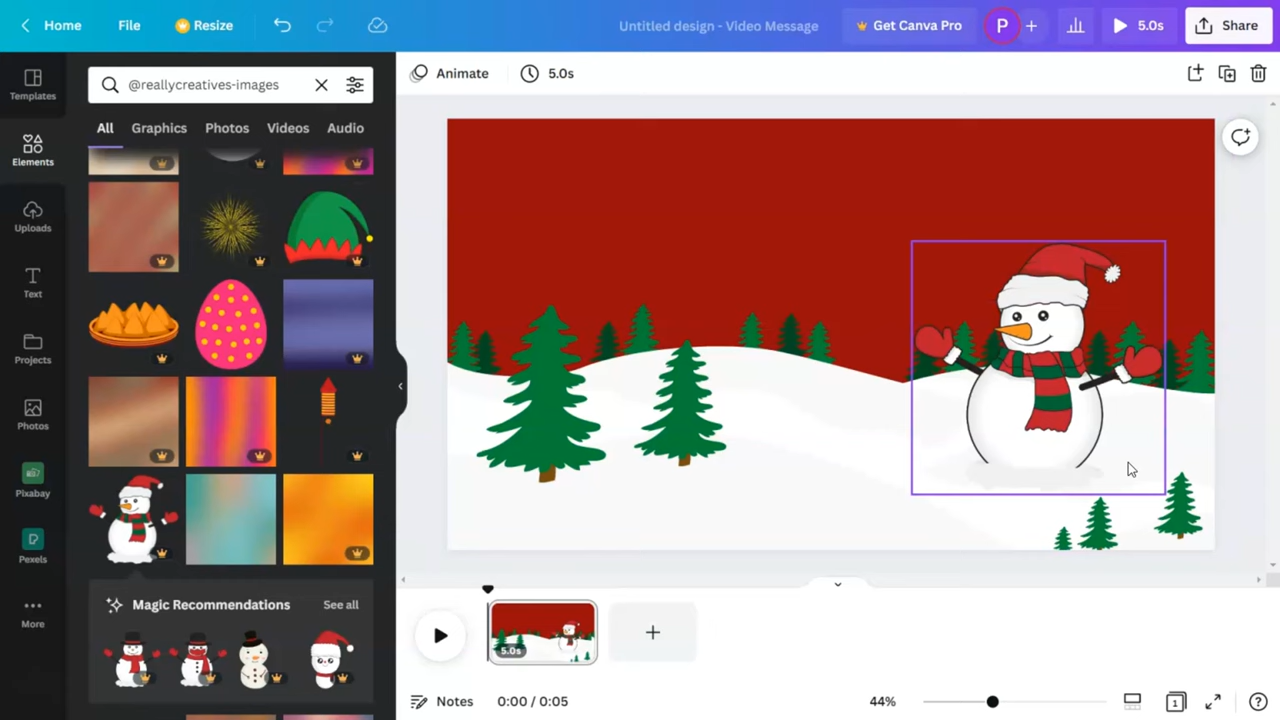 Home File Resize Untitled design - Video Message Get Canva Pro P + 5.0s Share
Templates
Elements
Uploads
Text
Projects
Photos
Pixabay
Pexels
More
@reallycreatives-images
All Graphics Photos Videos Audio
Magic Recommendations See all
Animate 5.0s
5.0s
Notes 0:00 / 0:05 44% 1 ?